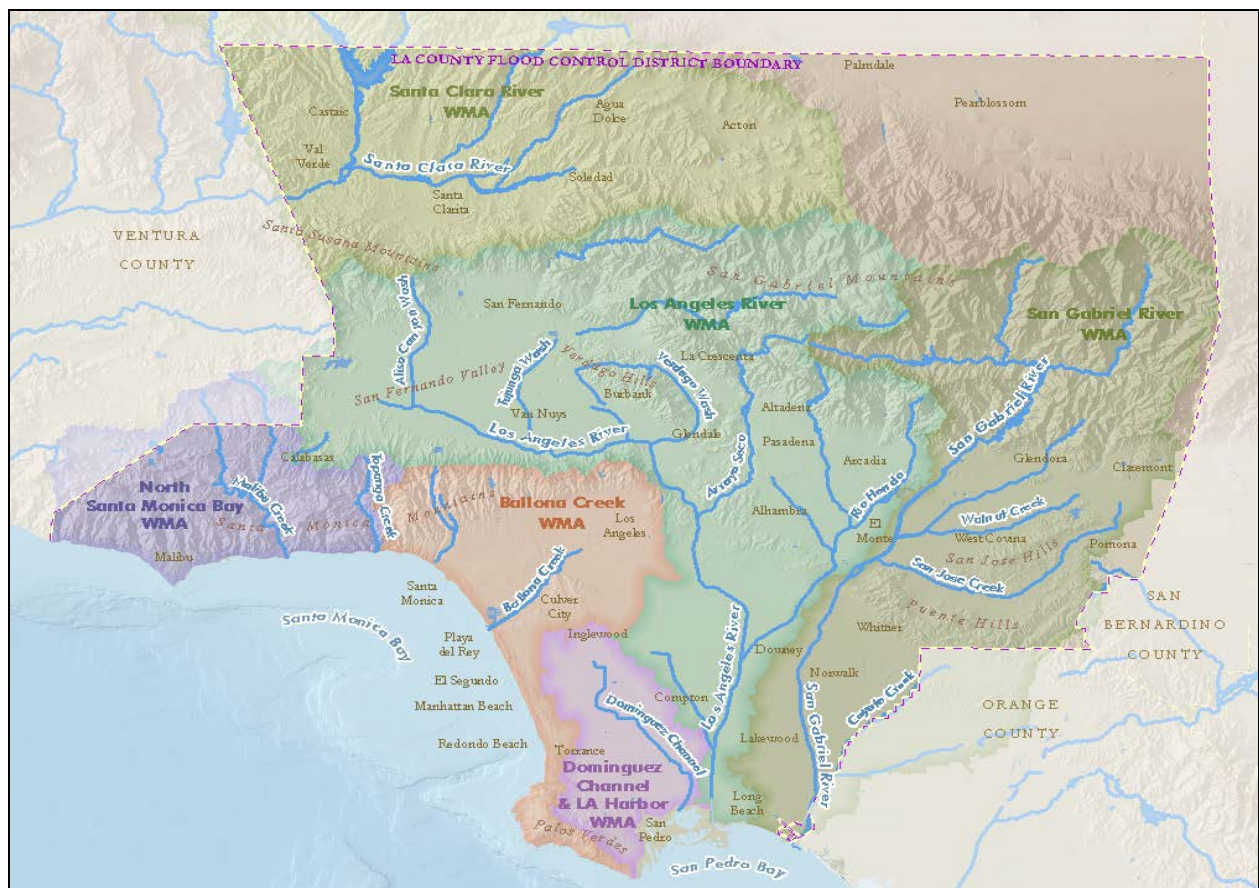 LA COUNTY FLOOD CONTROL DISTRICT BOUNDARY
Palmdale
Santa Clara River
WMA
Pearblossom
Castaic
Agua
Dolce
Acton
Val
Verde
Santa Clara River
Soledad
Santa
Clarita
VENTURA
COUNTY
Santa Susana Mountains
San Gabriel Mountains
San Fernando
Los Angeles River
WMA
San Gabriel River
WMA
Aliso Can. Wash
Tujunga Wash
Verdugo Hills
Verdugo Wash
La Crescenta
San Fernando Valley
Burbank
Van Nuys
Los Angeles River
Glendale
Altadena
Pasadena
Arroyo Seco
Arcadia
San Gabriel River
Glendora
Claremont
Calabasas
North
Santa Monica Bay
WMA
Malibu Creek
Topanga Creek
Santa Monica Mountains
Malibu
Ballona Creek
WMA
Los
Angeles
Alhambra
Rio Hondo
El
Monte
Walnut Creek
West Covina
San Jose Hills
Pomona
San Jose Creek
Puente Hills
Whittier
SAN
BERNARDINO
COUNTY
Santa
Monica
Ballona Creek
Culver
City
Santa Monica Bay
Playa
del Rey
Inglewood
Downey
Norwalk
El Segundo
Manhattan Beach
Redondo Beach
Compton
Los Angeles River
Dominguez Channel
Coyote Creek
San Gabriel River
ORANGE
COUNTY
Lakewood
Torrance
Dominguez
Channel
& LA Harbor
WMA
Long
Beach
San
Pedro
Palos Verdes
San Pedro Bay